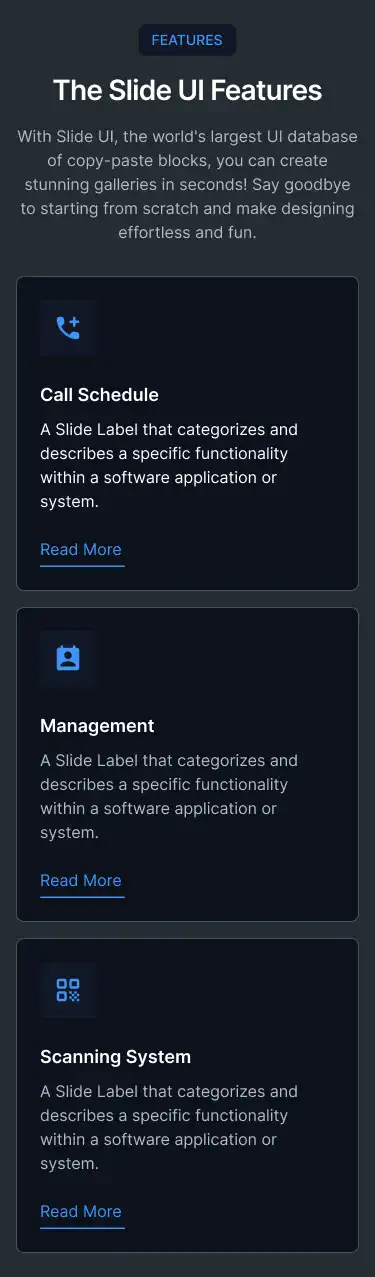 FEATURES
The Slide UI Features
With Slide UI, the world's largest UI database
of copy-paste blocks, you can create
stunning galleries in seconds! Say goodbye
to starting from scratch and make designing
effortless and fun.
Call Schedule
A Slide Label that categorizes and
describes a specific functionality
within a software application or
system.
Read More
Management
A Slide Label that categorizes and
describes a specific functionality
within a software application or
system.
Read More
Scanning System
A Slide Label that categorizes and
describes a specific functionality
within a software application or
system.
Read More